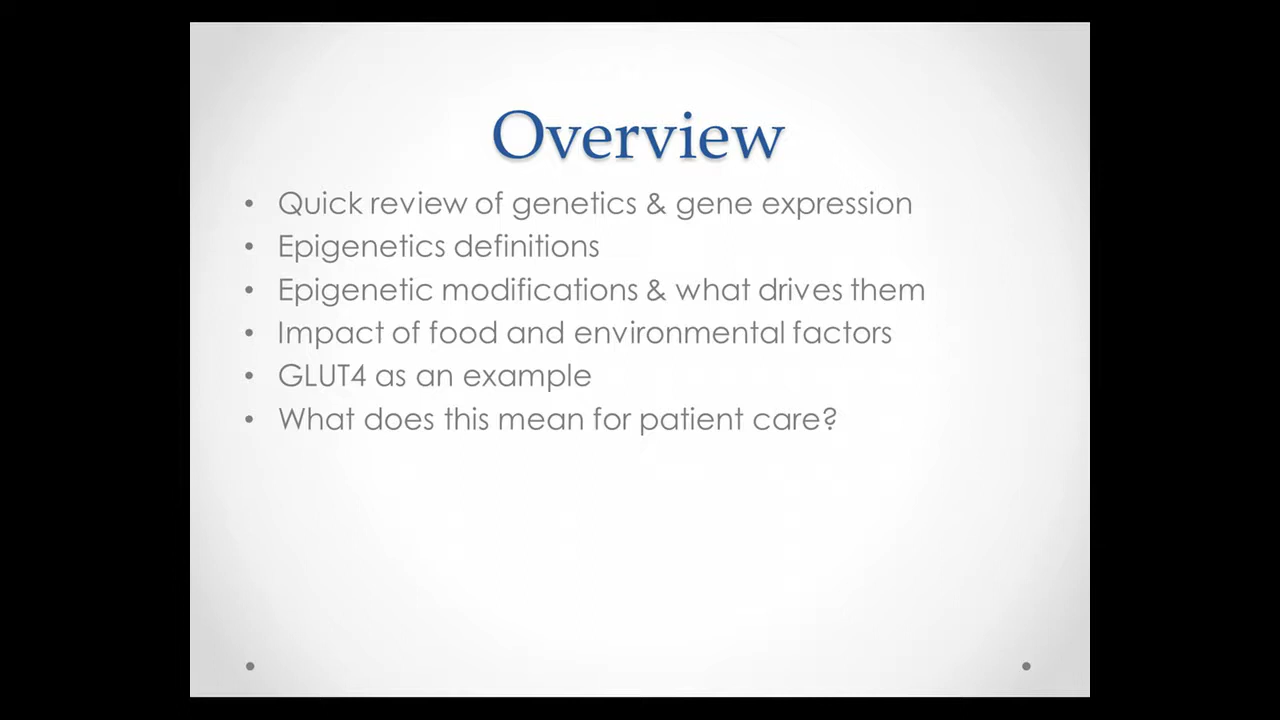 Overview
• Quick review of genetics & gene expression
• Epigenetics definitions
• Epigenetic modifications & what drives them
• Impact of food and environmental factors
• GLUT4 as an example
• What does this mean for patient care?